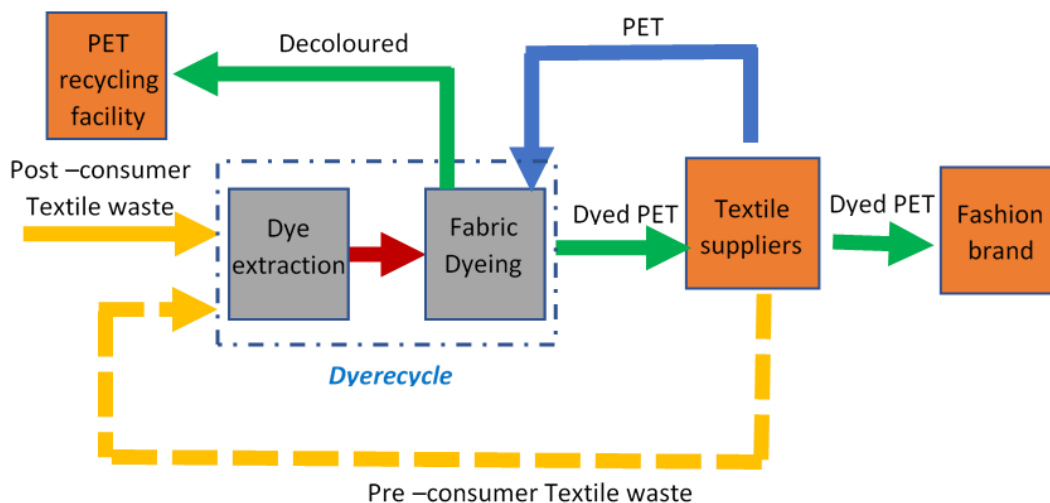 PET
recycling
facility
Decoloured
PET
Post –consumer
Textile waste
Dye
extraction
Fabric
Dyeing
Dyed PET
Textile
suppliers
Dyed PET
Fashion
brand
Dyerecycle
Pre –consumer Textile waste